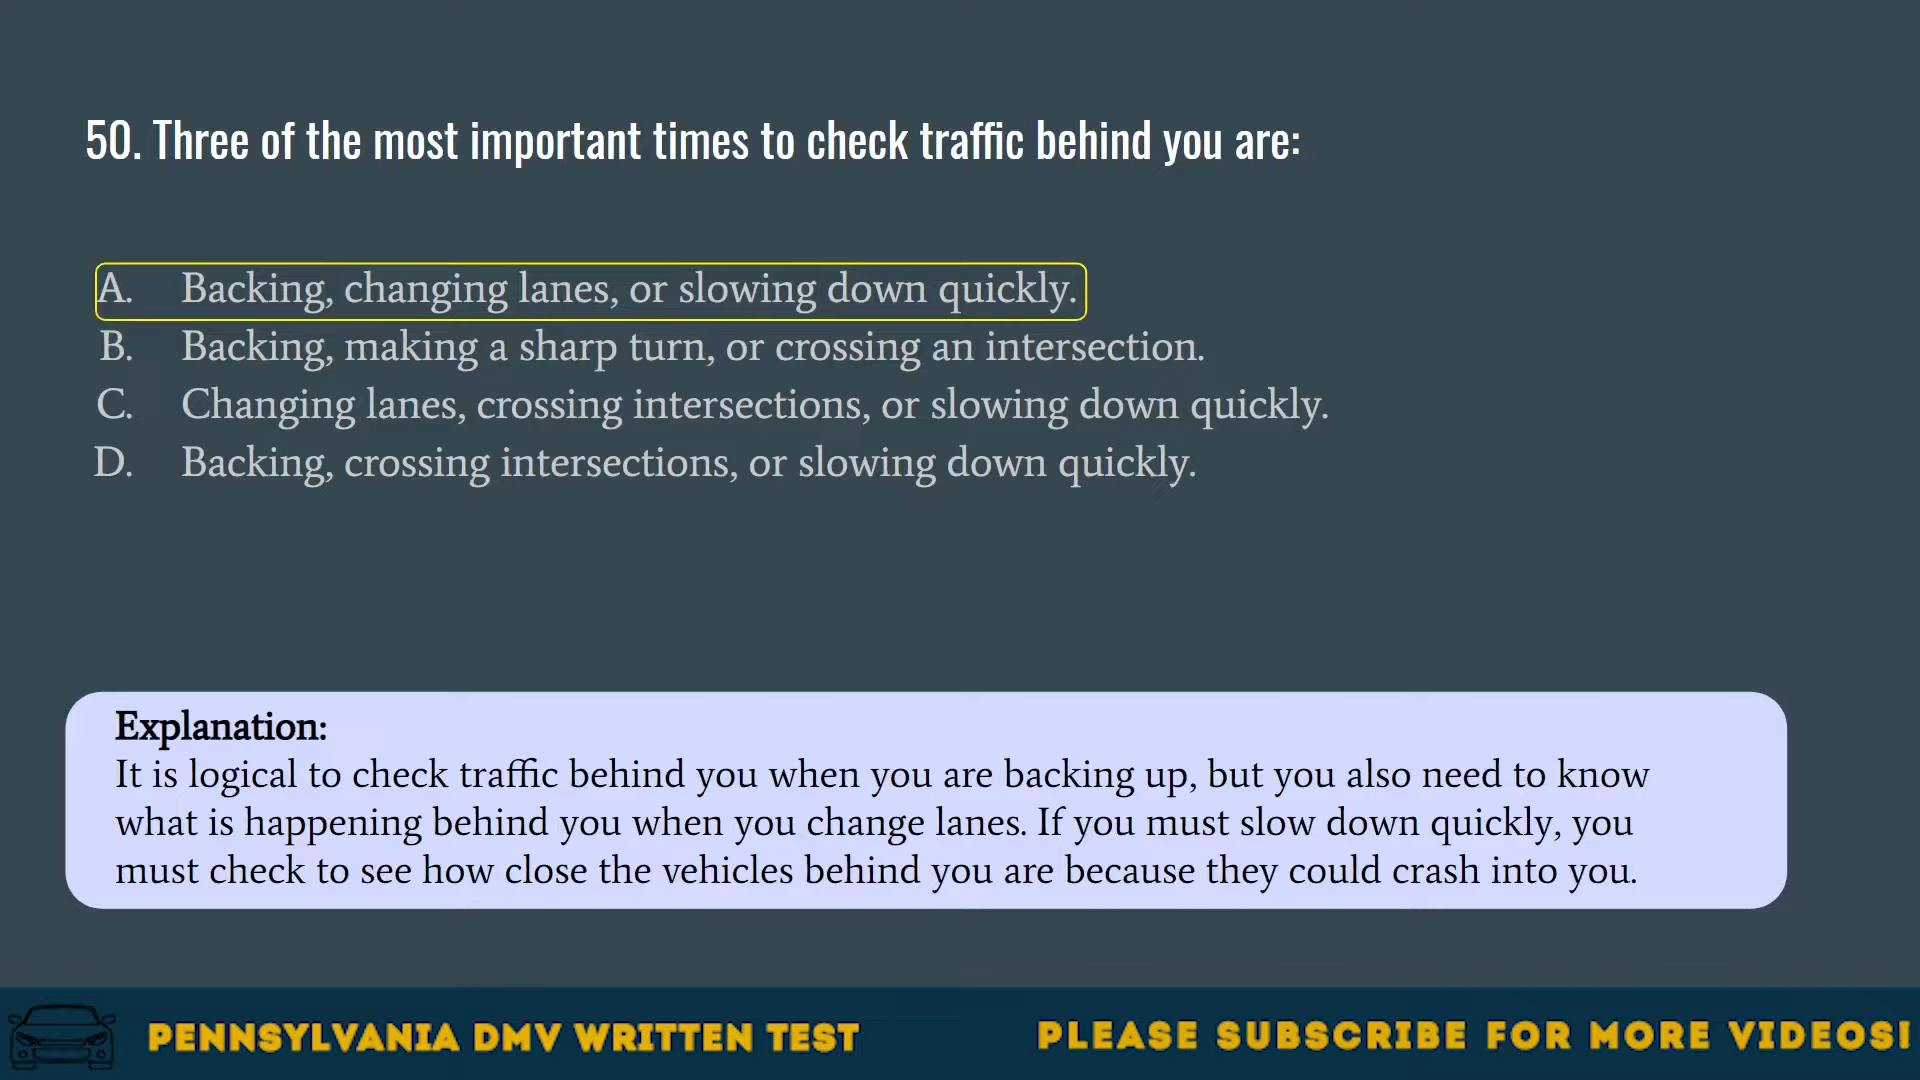 50. Three of the most important times to check traffic behind you are:
A. Backing, changing lanes, or slowing down quickly.
B. Backing, making a sharp turn, or crossing an intersection.
C. Changing lanes, crossing intersections, or slowing down quickly.
D. Backing, crossing intersections, or slowing down quickly.
Explanation:
It is logical to check traffic behind you when you are backing up, but you also need to know
what is happening behind you when you change lanes. If you must slow down quickly, you
must check to see how close the vehicles behind you are because they could crash into you.
PENNSYLVANIA DMV WRITTEN TEST
PLEASE SUBSCRIBE FOR MORE VIDEOS!